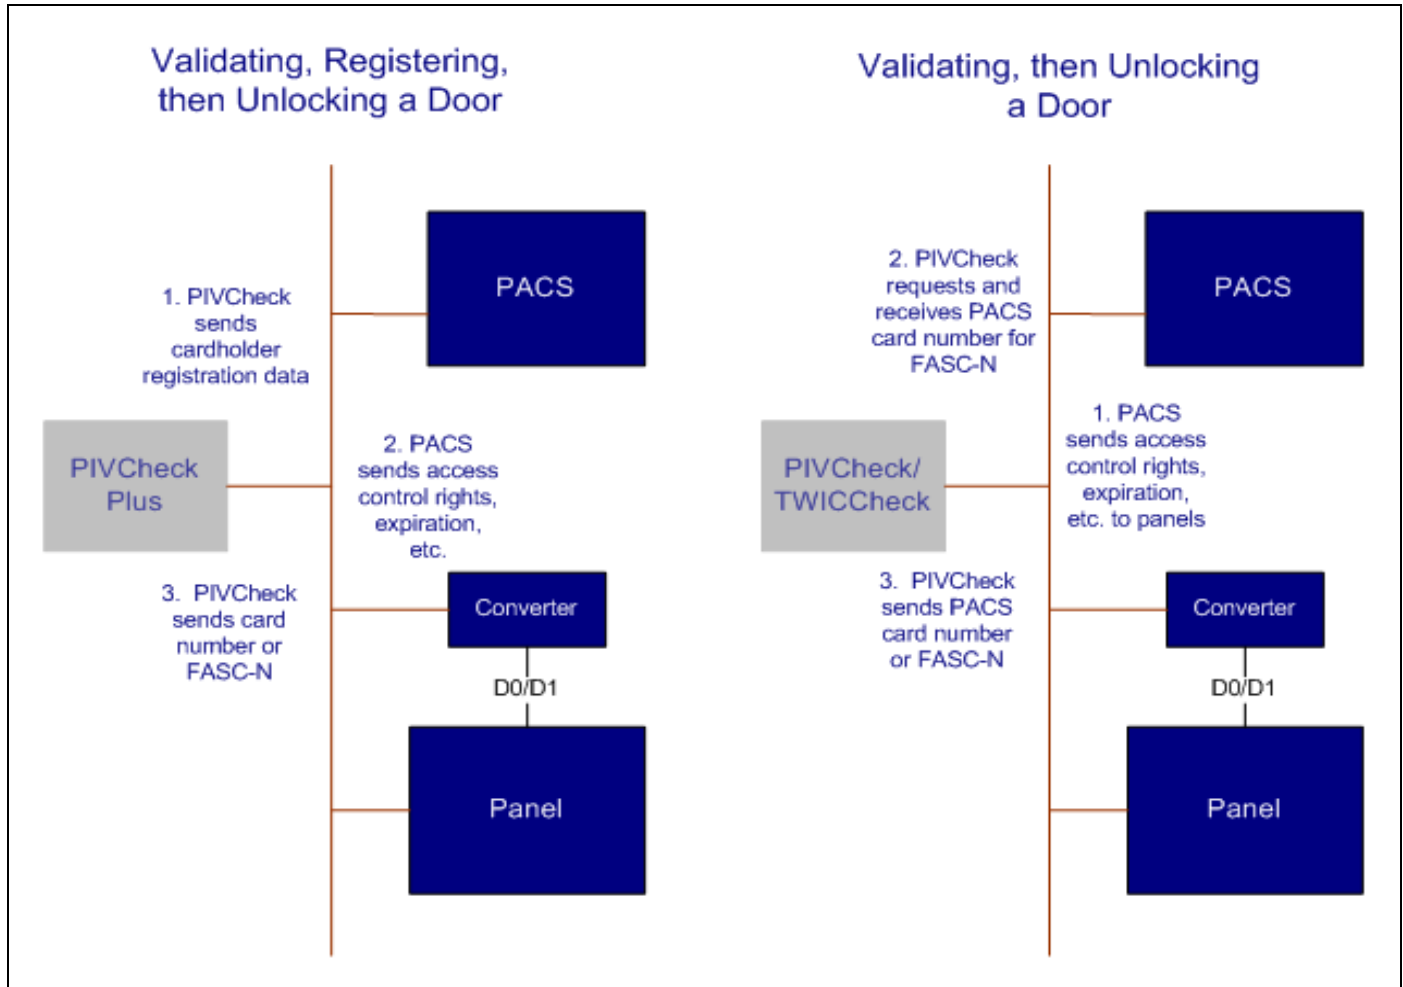 Validating, Registering,
then Unlocking a Door
1. PIVCheck
sends
cardholder
registration data
PACS
PIVCheck
Plus
2. PACS
sends access
control rights,
expiration,
etc.
3.  PIVCheck
sends card
number or
FASC-N
Converter
D0/D1
Panel
Validating, then Unlocking
a Door
2. PIVCheck
requests and
receives PACS
card number for
FASC-N
PACS
1. PACS
sends access
control rights,
expiration,
etc. to panels
PIVCheck/
TWICCheck
3.  PIVCheck
sends PACS
card number
or FASC-N
Converter
D0/D1
Panel